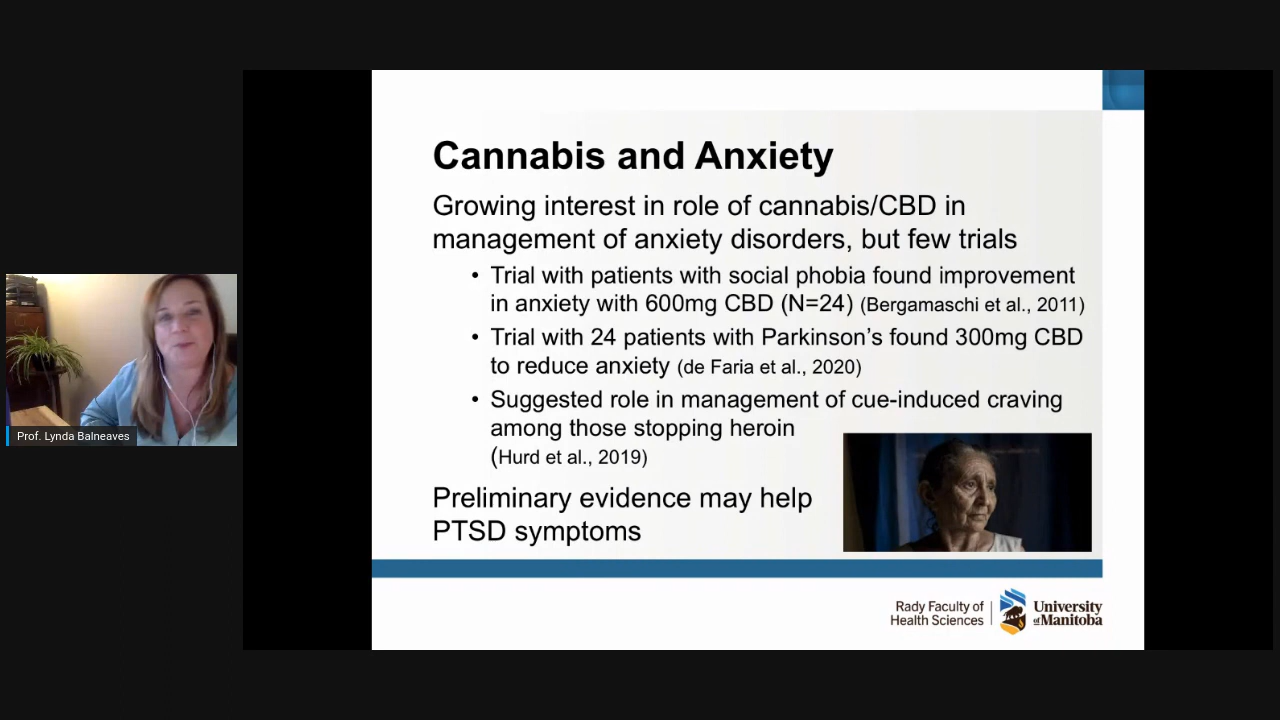 Cannabis and Anxiety
Growing interest in role of cannabis/CBD in
management of anxiety disorders, but few trials
• Trial with patients with social phobia found improvement
in anxiety with 600mg CBD (N=24) (Bergamaschi et al., 2011)
• Trial with 24 patients with Parkinson’s found 300mg CBD
to reduce anxiety (de Faria et al., 2020)
• Suggested role in management of cue-induced craving
among those stopping heroin
(Hurd et al., 2019)
Preliminary evidence may help
PTSD symptoms
Prof. Lynda Balneaves
Rady Faculty of
Health Sciences
University
of Manitoba